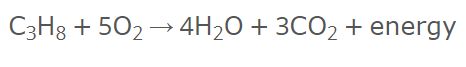 C₃H₈ + 5O₂ → 4H₂O + 3CO₂ + energy